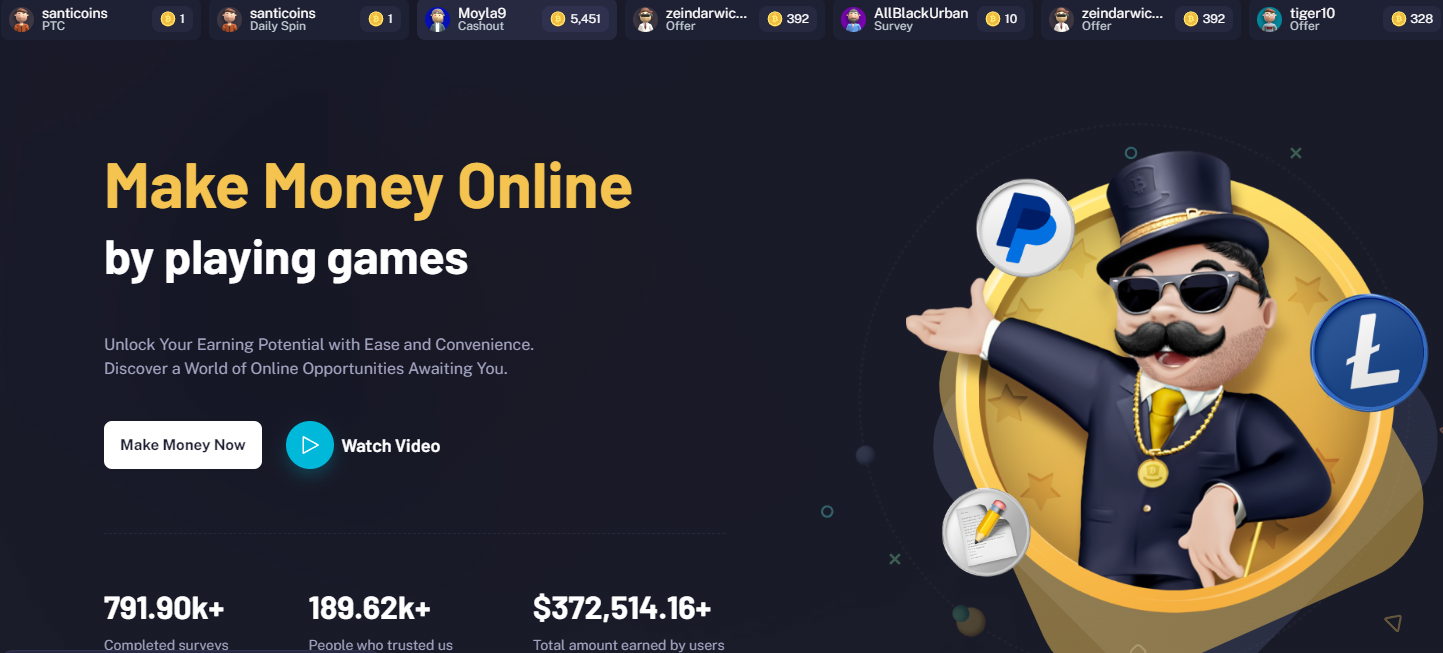 santicoins
PTC
1
santicoins
Daily Spin
1
Moyla9
Cashout
5,451
zeindarwic...
Offer
392
AllBlackUrban
Survey
10
zeindarwic...
Offer
392
tiger10
Offer
328
Make Money Online
by playing games
Unlock Your Earning Potential with Ease and Convenience.
Discover a World of Online Opportunities Awaiting You.
Make Money Now
Watch Video
791.90k+
Completed surveys
189.62k+
People who trusted us
$372,514.16+
Total amount earned by users